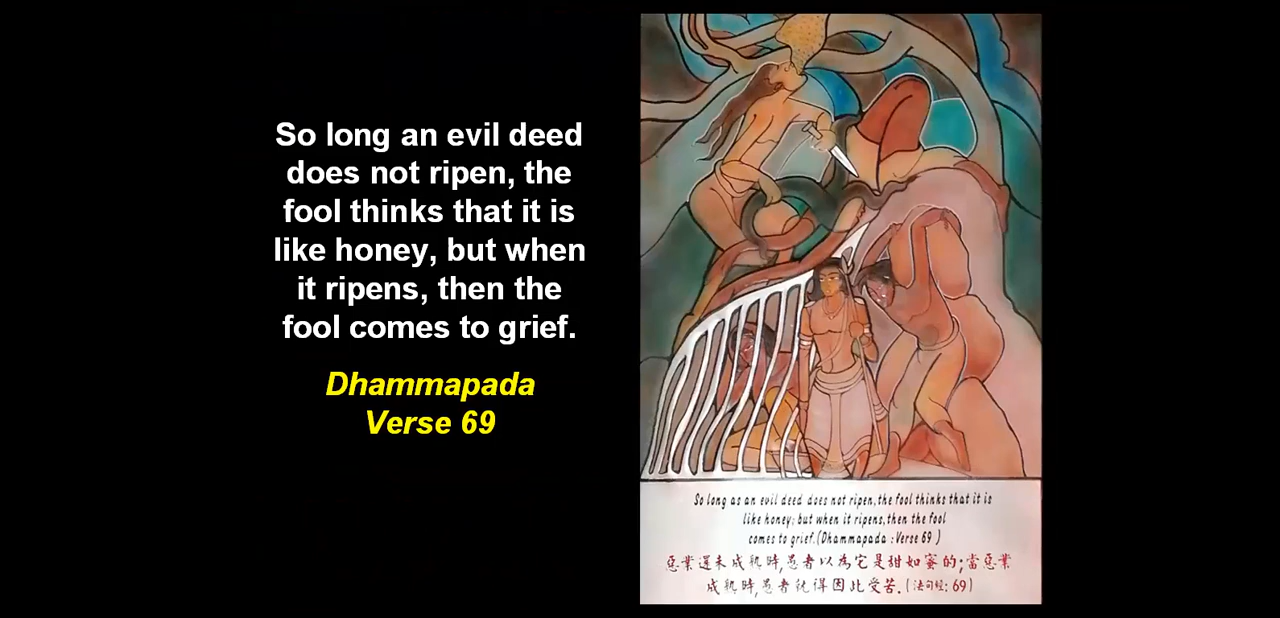 So long an evil deed
does not ripen, the
fool thinks that it is
like honey, but when
it ripens, then the
fool comes to grief.
Dhammapada
Verse 69
So long as an evil deed does not ripen, the fool thinks that it is
like honey; but when it ripens, then the fool
comes to grief. (Dhammapada : Verse 69 )
惡業還未成熟時,愚者以為它是甜如蜜的;當惡業
成熟時,愚者就得因此受苦.(法句經: 69)